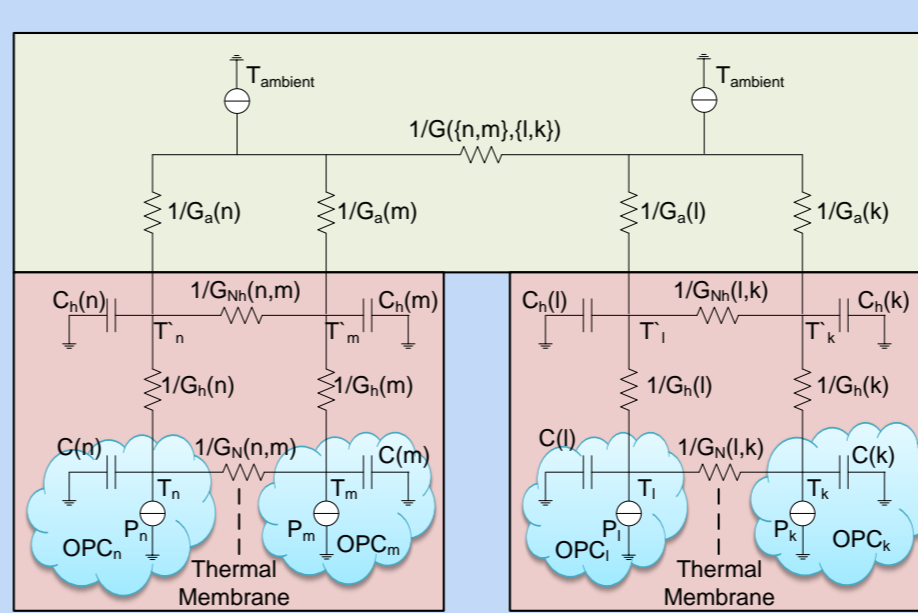 T_ambient T_ambient
1/G({n,m},{l,k})
1/G_a(n) 1/G_a(m) 1/G_a(l) 1/G_a(k)
C_h(n) 1/G_Nh(n,m) C_h(m) C_h(l) 1/G_Nh(l,k) C_h(k)
T`_n T`_m T`_l T`_k
1/G_h(n) 1/G_h(m) 1/G_h(l) 1/G_h(k)
C(n) 1/G_N(n,m) C(m) C(l) 1/G_N(l,k) C(k)
T_n T_m T_l T_k
P_n P_m P_l P_k
OPC_n OPC_m OPC_l OPC_k
Thermal Thermal
Membrane Membrane